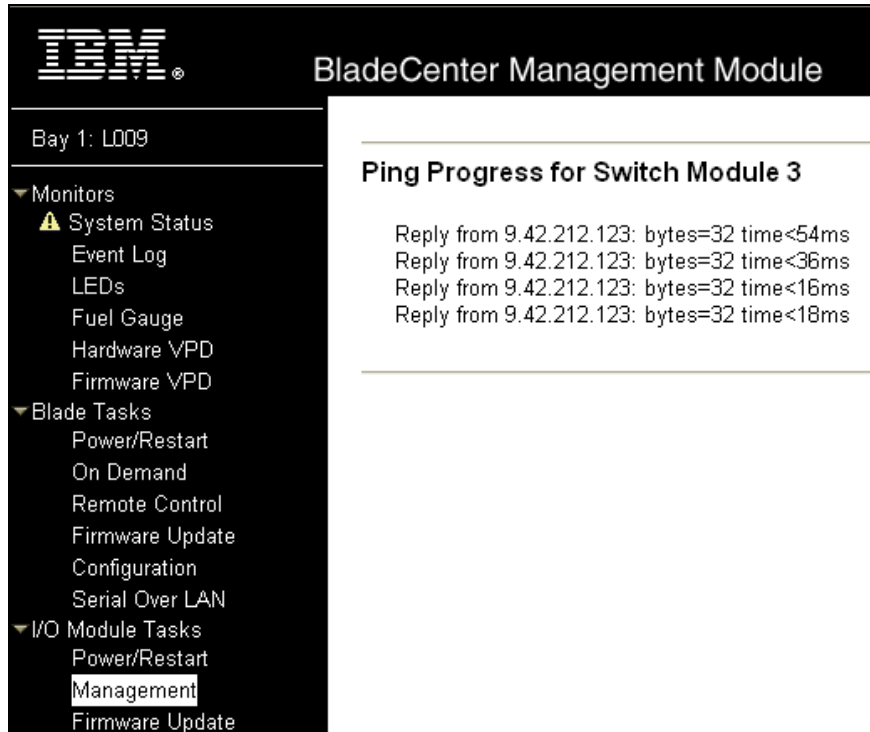 IBM®
BladeCenter Management Module
Bay 1: L009
Monitors
System Status
Event Log
LEDs
Fuel Gauge
Hardware VPD
Firmware VPD
Blade Tasks
Power/Restart
On Demand
Remote Control
Firmware Update
Configuration
Serial Over LAN
I/O Module Tasks
Power/Restart
Management
Firmware Update
Ping Progress for Switch Module 3
Reply from 9.42.212.123: bytes=32 time<54ms
Reply from 9.42.212.123: bytes=32 time<36ms
Reply from 9.42.212.123: bytes=32 time<16ms
Reply from 9.42.212.123: bytes=32 time<18ms